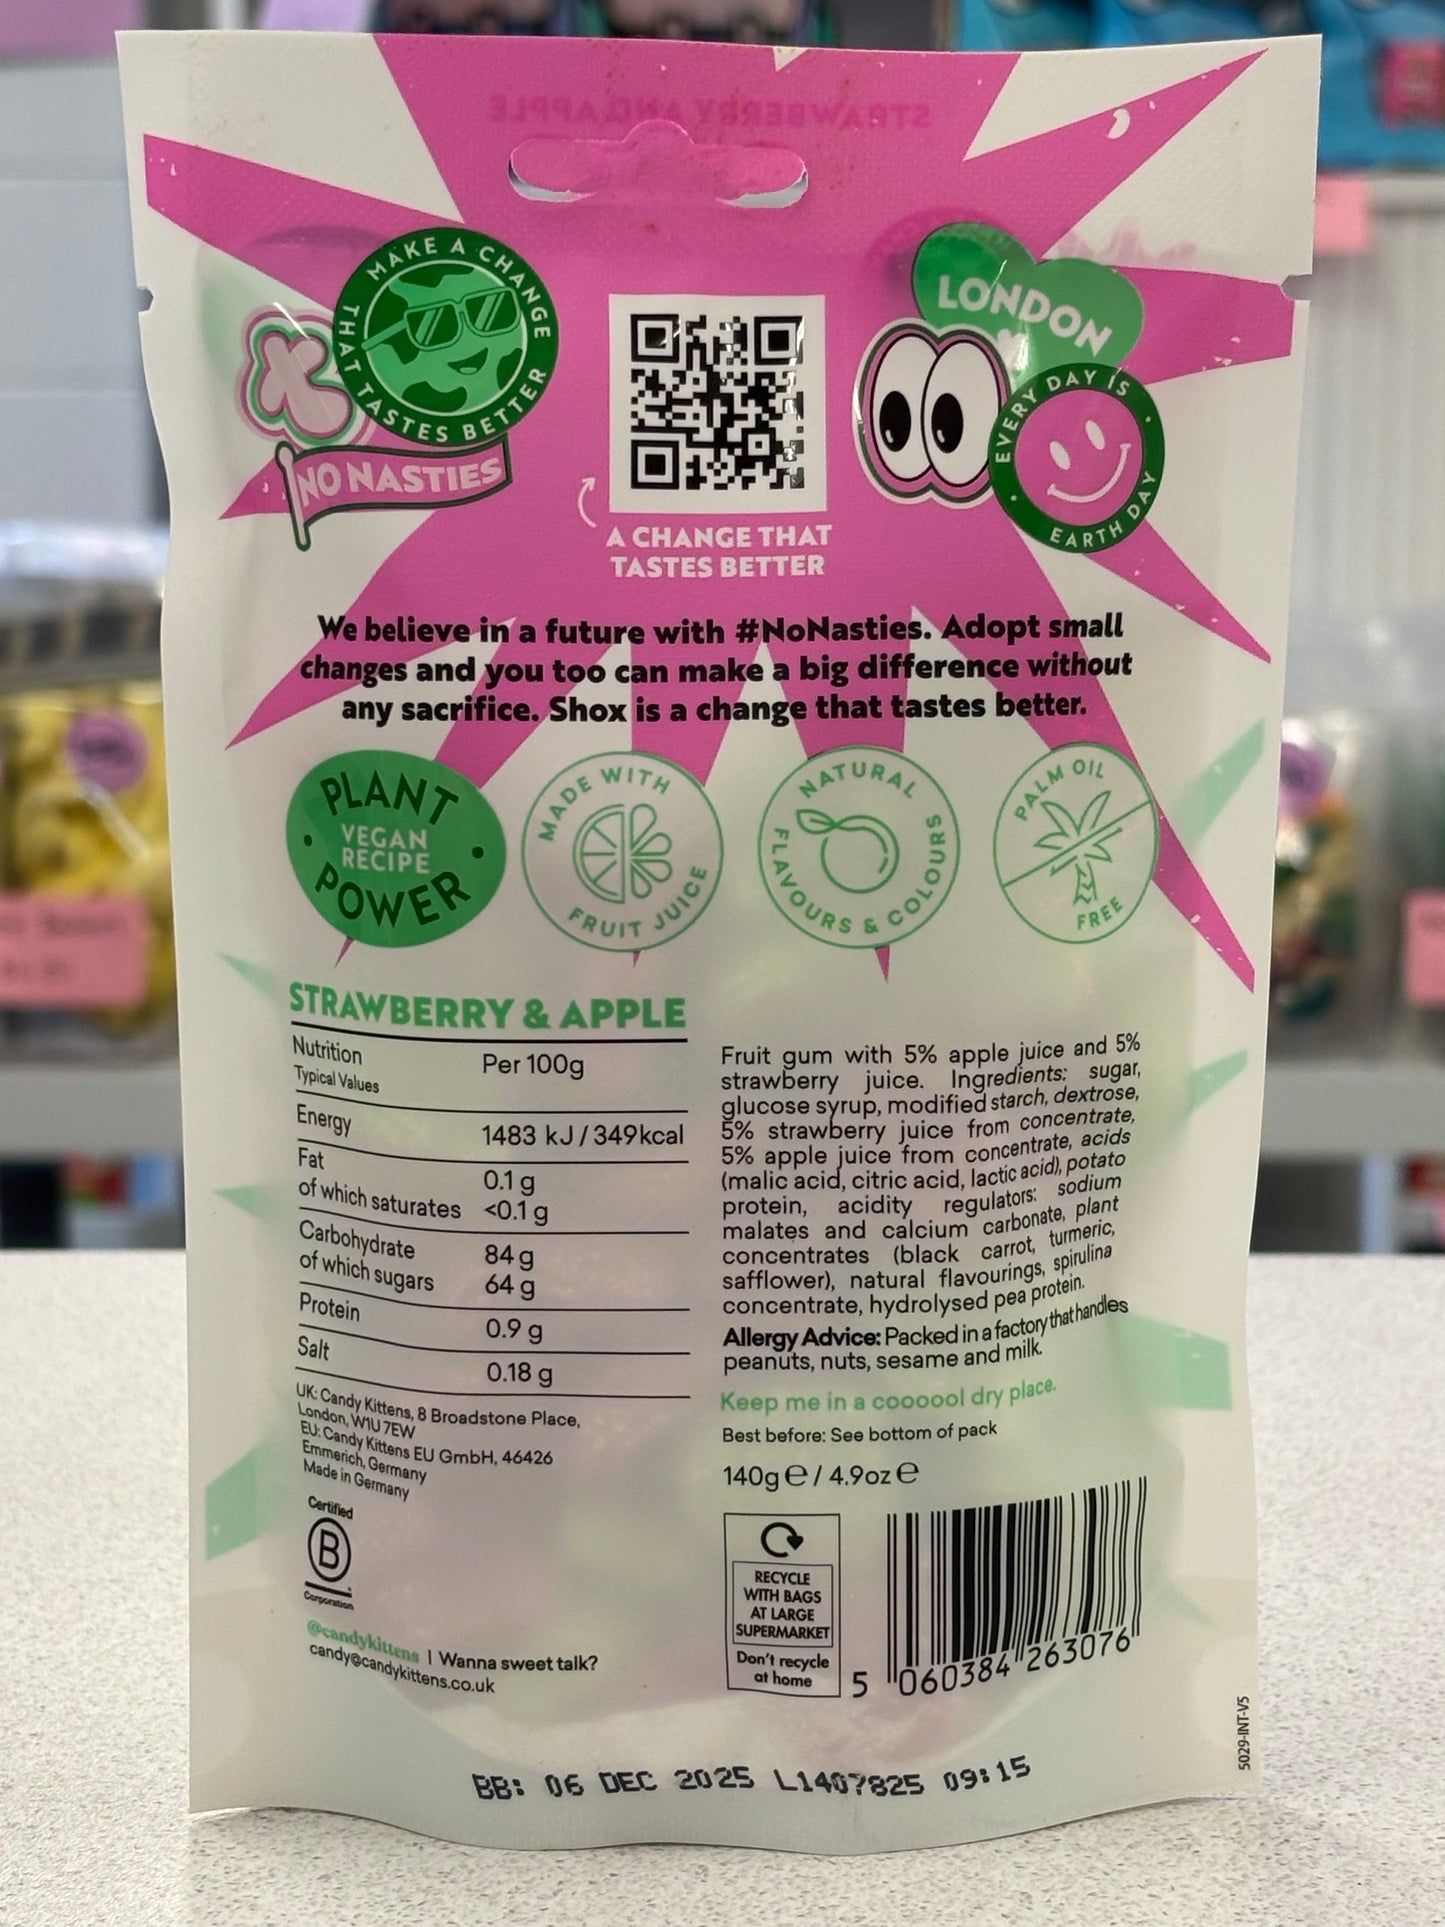 STRAWBERRY AND APPLE
MAKE A CHANGE
THAT TASTES BETTER
NO NASTIES
LONDON
EVERY DAY IS
EARTH DAY
A CHANGE THAT
TASTES BETTER
We believe in a future with #NoNasties. Adopt small
changes and you too can make a big difference without
any sacrifice. Shox is a change that tastes better.
PLANT
VEGAN
RECIPE
POWER
MADE WITH
FRUIT JUICE
NATURAL
FLAVOURS & COLOURS
PALM OIL
FREE
STRAWBERRY & APPLE
Nutrition
Typical Values
Per 100g
Energy 1483 kJ / 349kcal
Fat 0.1 g
of which saturates <0.1 g
Carbohydrate 84 g
of which sugars 64 g
Protein 0.9 g
Salt 0.18 g
UK: Candy Kittens, 8 Broadstone Place,
London, W1U 7EW
EU: Candy Kittens EU GmbH, 46426
Emmerich, Germany
Made in Germany
Certified
B
Corporation
@candykittens | Wanna sweet talk?
candy@candykittens.co.uk
Fruit gum with 5% apple juice and 5%
strawberry juice. Ingredients: sugar,
glucose syrup, modified starch, dextrose,
5% strawberry juice from concentrate,
5% apple juice from concentrate, acids
(malic acid, citric acid, lactic acid), potato
protein, acidity regulators: sodium
malates and calcium carbonate, plant
concentrates (black carrot, turmeric,
safflower), natural flavourings, spirulina
concentrate, hydrolysed pea protein.
Allergy Advice: Packed in a factory that handles
peanuts, nuts, sesame and milk.
Keep me in a coooool dry place.
Best before: See bottom of pack
140g ℮ / 4.9oz ℮
RECYCLE
WITH BAGS
AT LARGE
SUPERMARKET
Don't recycle
at home
5 060384 263076
5029-INT-V5
BB: 06 DEC 2025 L1407825 09:15